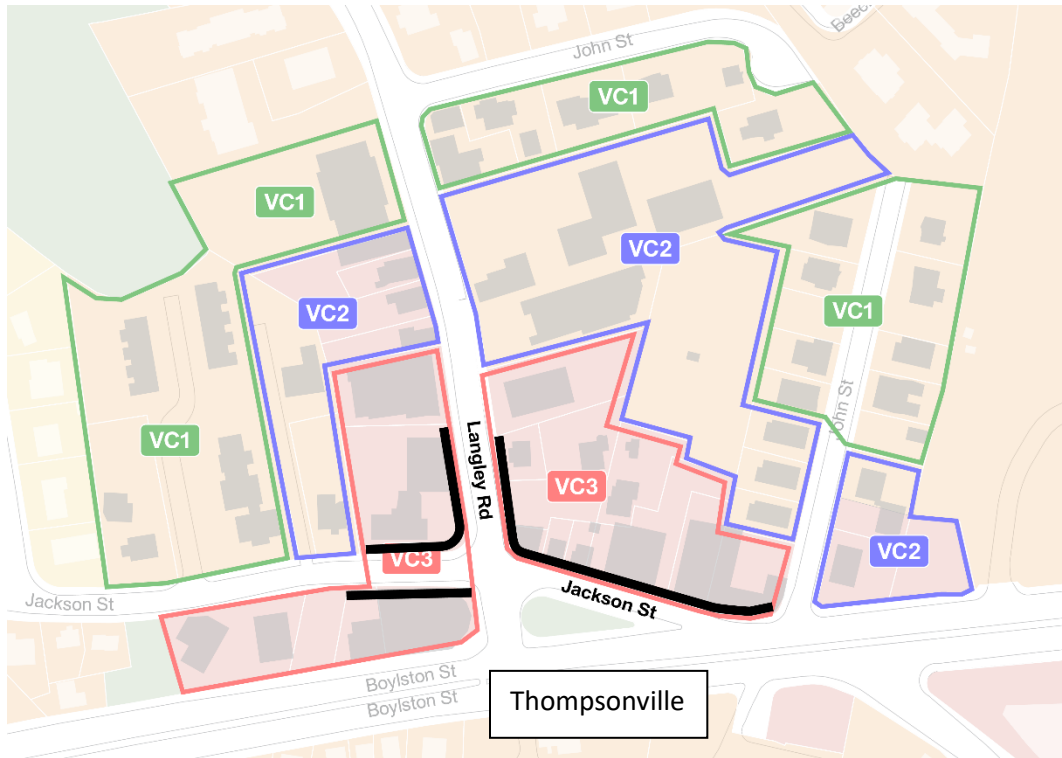 Beec
John St
VC1
VC1
VC2
VC2
VC1
VC1
John St
Langley Rd
VC3
VC3
VC2
Jackson St
Jackson St
Boylston St
Boylston St
Thompsonville